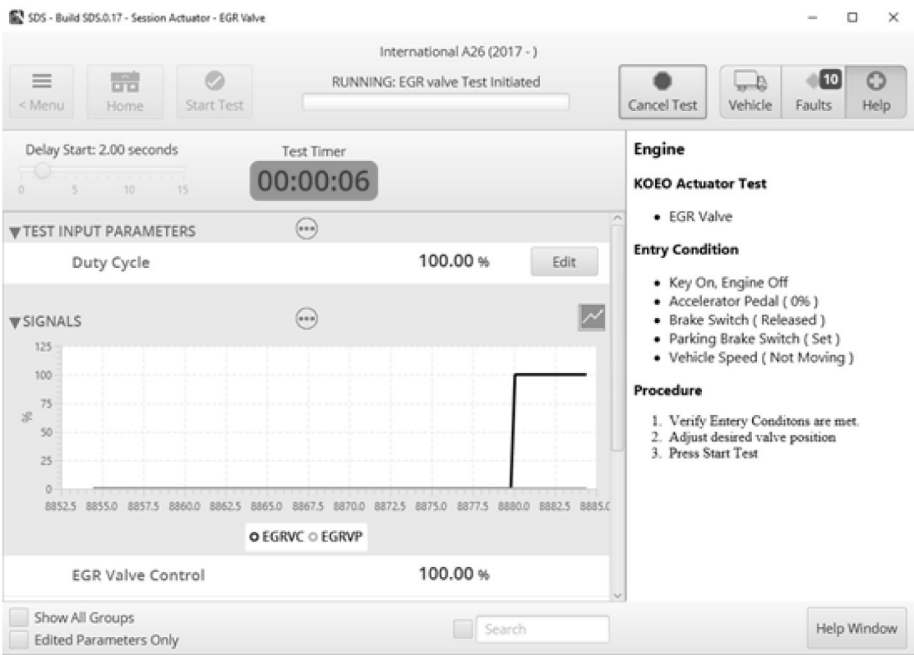 SDS - Build SDS.0.17 - Session Actuator - EGR Valve
International A26 (2017 - )
RUNNING: EGR valve Test Initiated
< Menu
Home
Start Test
Cancel Test
Vehicle
10
Faults
Help
Delay Start: 2.00 seconds
0 5 10 15
Test Timer
00:00:06
TEST INPUT PARAMETERS
Duty Cycle 100.00 % Edit
SIGNALS
125
100
75
50
25
0
%
8852.5 8855.0 8857.5 8860.0 8862.5 8865.0 8867.5 8870.0 8872.5 8875.0 8877.5 8880.0 8882.5 8885.0
EGRVC EGRVP
EGR Valve Control 100.00 %
Show All Groups
Edited Parameters Only
Search
Engine
KOEO Actuator Test
• EGR Valve
Entry Condition
• Key On, Engine Off
• Accelerator Pedal ( 0% )
• Brake Switch ( Released )
• Parking Brake Switch ( Set )
• Vehicle Speed ( Not Moving )
Procedure
1. Verify Entery Conditons are met.
2. Adjust desired valve position
3. Press Start Test
Help Window